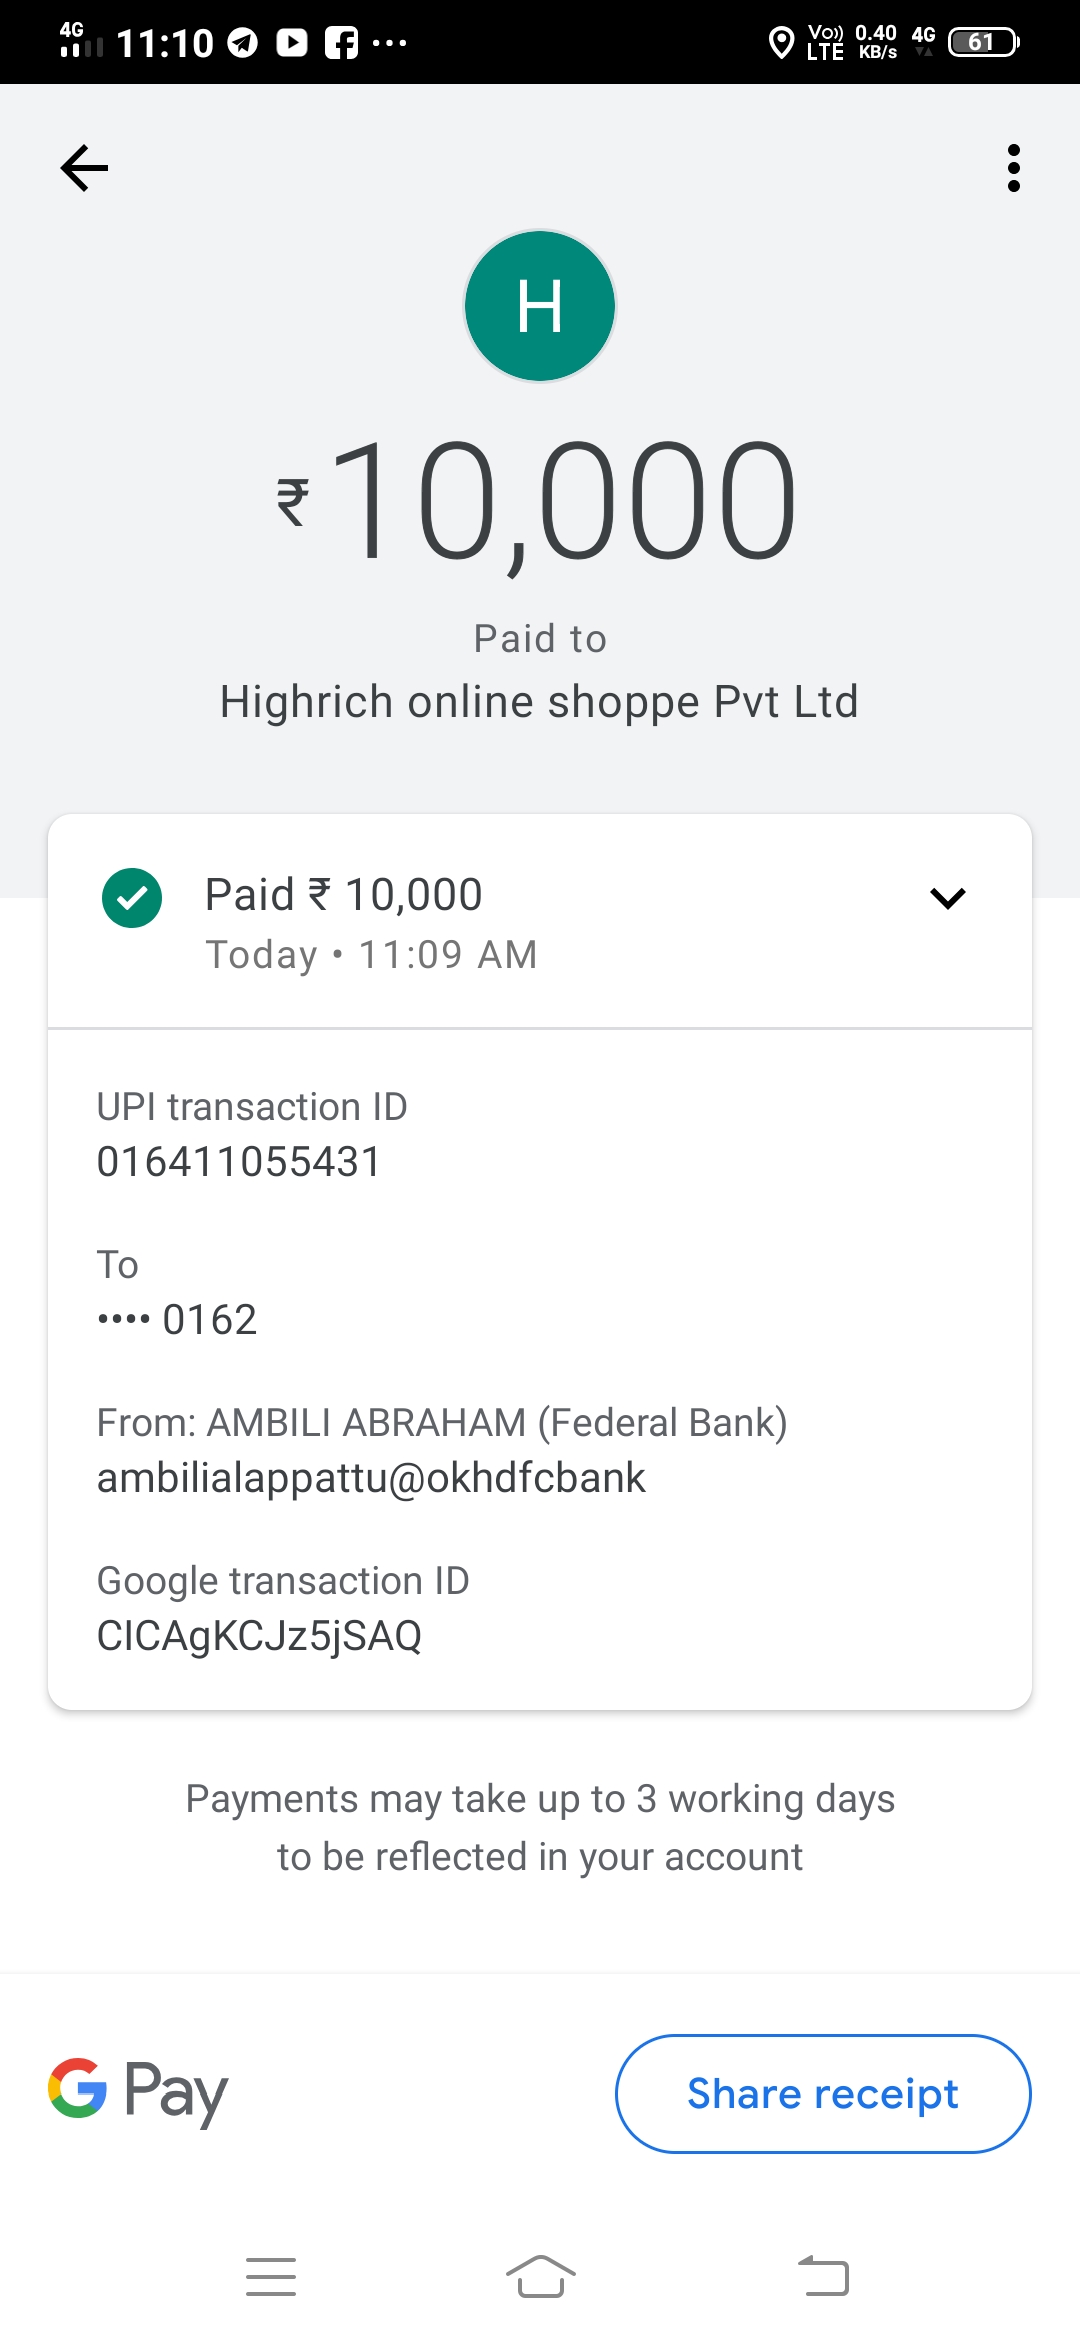 4G 11:10 Vo)) LTE 0.40 KB/s 4G 61
H
₹10,000
Paid to
Highrich online shoppe Pvt Ltd
Paid ₹ 10,000
Today • 11:09 AM
UPI transaction ID
016411055431
To
•••• 0162
From: AMBILI ABRAHAM (Federal Bank)
ambilialappattu@okhdfcbank
Google transaction ID
CICAgKCJz5jSAQ
Payments may take up to 3 working days
to be reflected in your account
G Pay
Share receipt